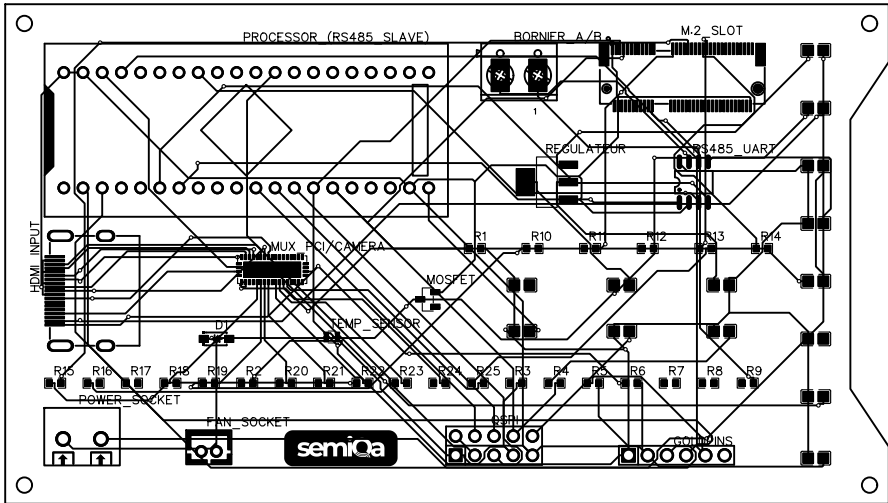 PROCESSOR_(RS485_SLAVE)
BORNIER_A/B
M.2_SLOT
1
REGULATEUR
RS485_UART
HDMI_INPUT
MUX_PCI/CAMERA
R1
R10
R11
R12
R13
R14
MOSFET
D1
TEMP_SENSOR
R15
R16
R17
R18
R19
R2
R20
R21
R22
R23
R24
R25
R3
R4
R5
R6
R7
R8
R9
POWER_SOCKET
FAN_SOCKET
QSPI
GOLDPINS
semiQa